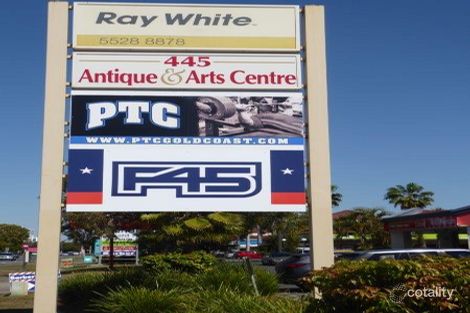 Ray White
5528 8878
445
Antique & Arts Centre
PTC
WWW.PTCGOLDCOAST.COM
F45
cotality